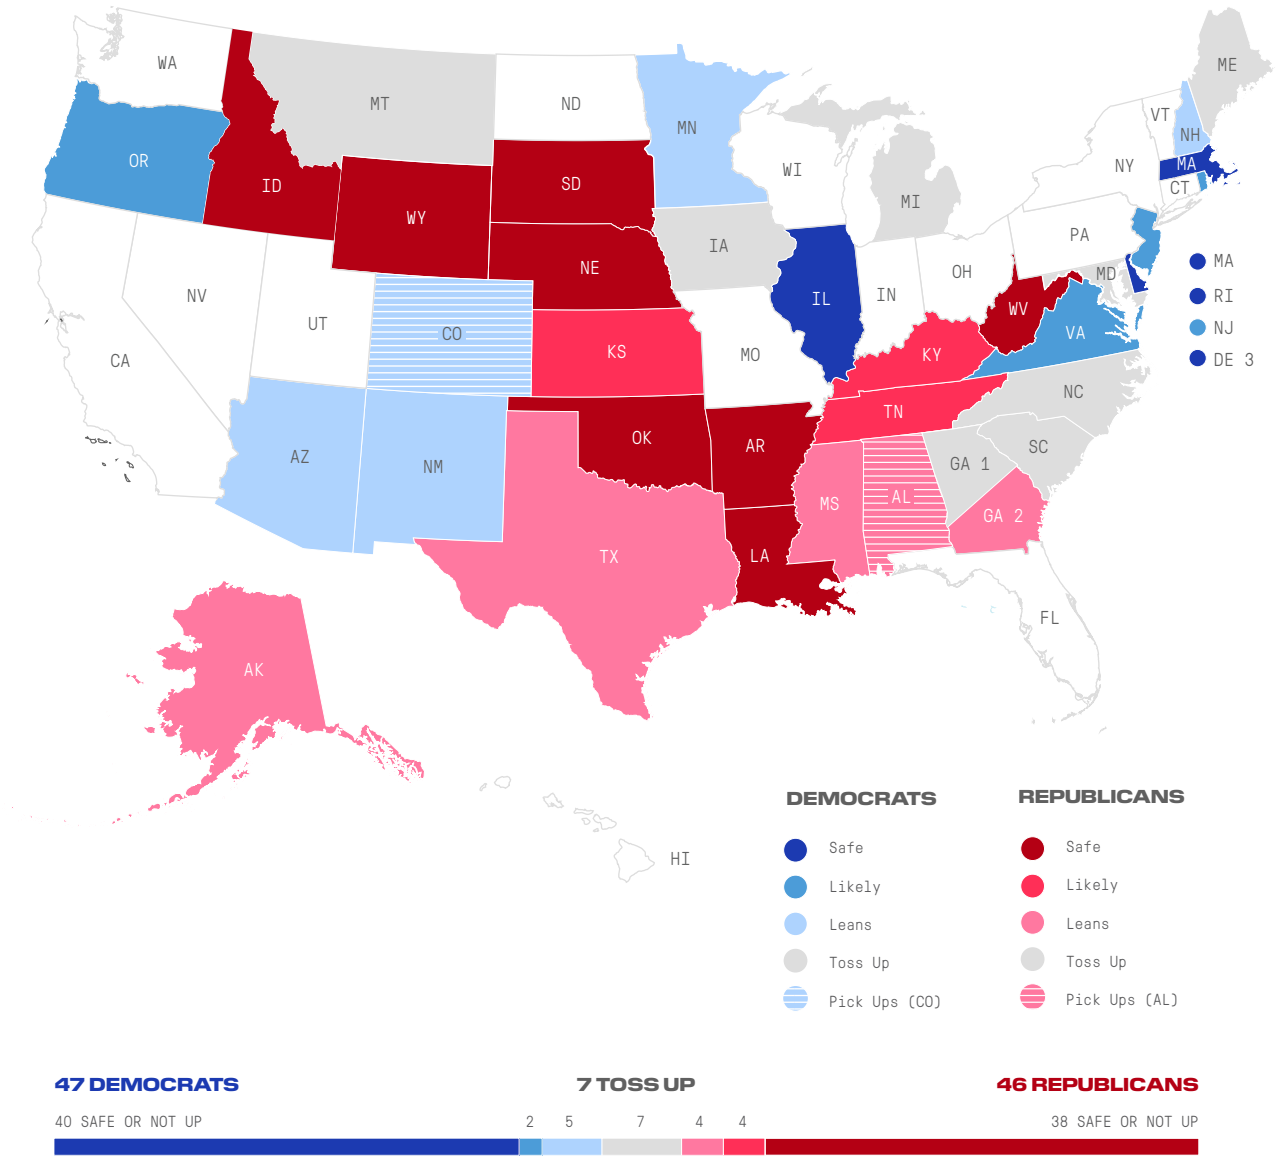 WA
MT
ND
MN
ME
VT
NH
OR
ID
SD
WI
NY
MA
CT
WY
MI
IA
PA
NE
OH
MD
MA
NV
IN
IL
RI
UT
CO
WV
NJ
VA
CA
KS
MO
KY
DE 3
NC
TN
OK
AR
SC
AZ
NM
GA 1
MS
AL
GA 2
TX
LA
FL
AK
HI
DEMOCRATS
REPUBLICANS
Safe
Safe
Likely
Likely
Leans
Leans
Toss Up
Toss Up
Pick Ups (CO)
Pick Ups (AL)
47 DEMOCRATS
7 TOSS UP
46 REPUBLICANS
40 SAFE OR NOT UP
2
5
7
4
4
38 SAFE OR NOT UP